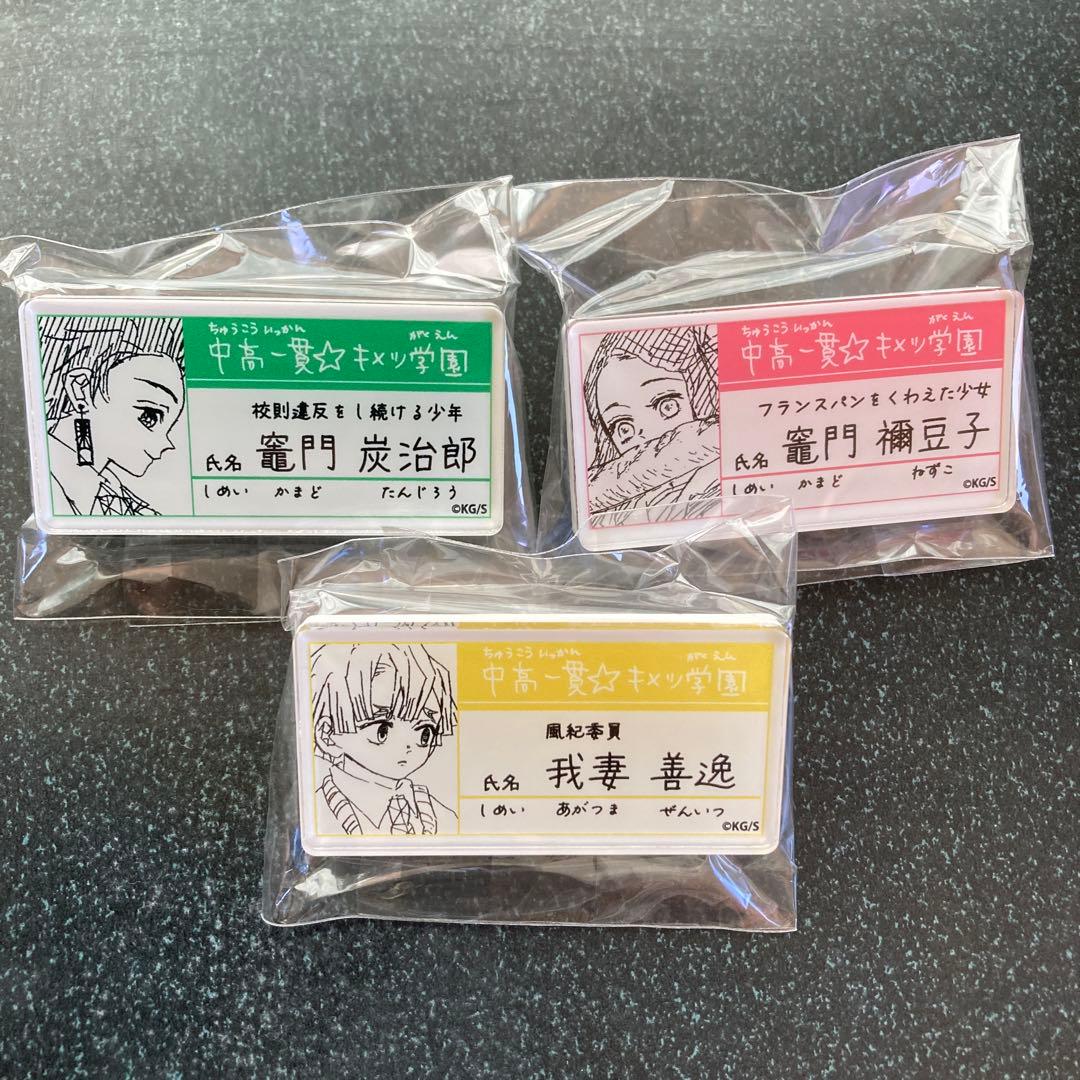 ちゅうこういっかん がくえん
中高一貫☆キメツ学園
校則違反をし続ける少年
氏名 竈門 炭治郎
しめい かまど たんじろう
©KG/S
ちゅうこういっかん がくえん
中高一貫☆キメツ学園
フランスパンをくわえた少女
氏名 竈門 禰豆子
しめい かまど ねずこ
©KG/S
ちゅうこういっかん がくえん
中高一貫☆キメツ学園
風紀委員
氏名 我妻 善逸
しめい あがつま ぜんいつ
©KG/S